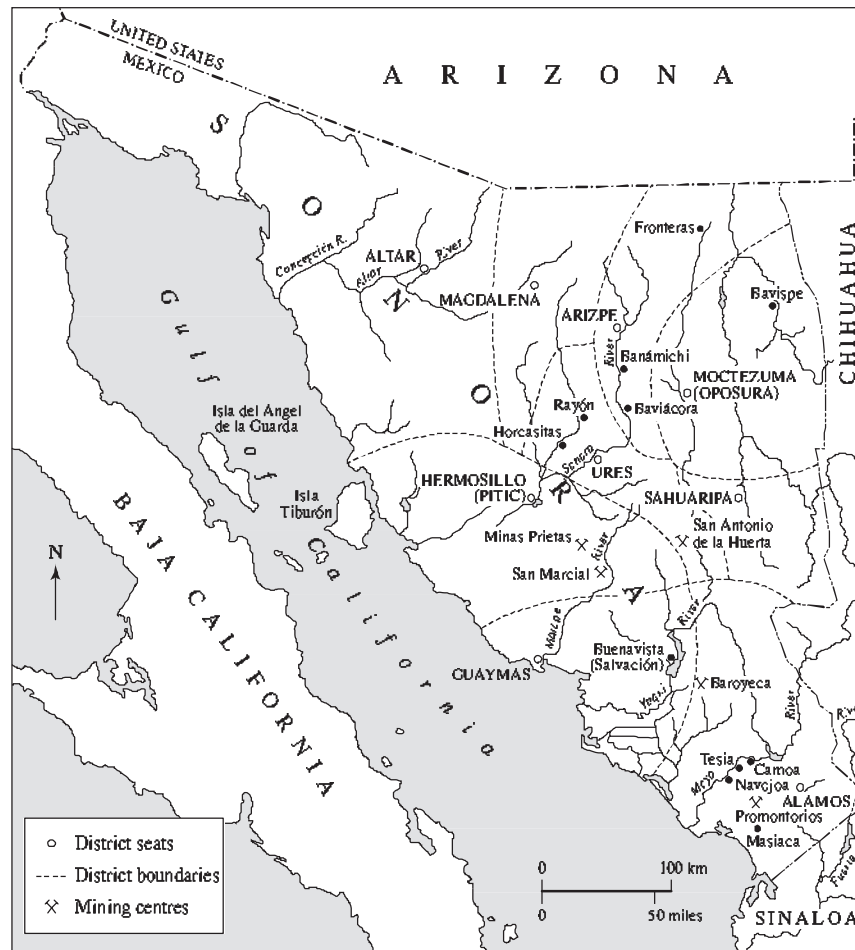 UNITED STATES
MEXICO
ARIZONA
SONORA
CHIHUAHUA
Fronteras
Concepción R.
ALTAR
Altar
River
MAGDALENA
Bavispe
ARIZPE
River
Banámichi
MOCTEZUMA
(OPOSURA)
Rayón
Baviácora
Horcasitas
Gulf of California
Isla del Angel
de la Guarda
Isla
Tiburón
HERMOSILLO
(PITIC)
Sonora
URES
SAHUARIPA
Minas Prietas
River
San Antonio
de la Huerta
San Marcial
BAJA CALIFORNIA
N
Buenavista
(Salvación)
River
GUAYMAS
Yaqui
Baroyeca
River
Tesia
Camoa
Mayo
Navojoa
ALAMOS
Promontorios
Masiaca
Fuerte
SINALOA
District seats
District boundaries
Mining centres
0
100 km
0
50 miles